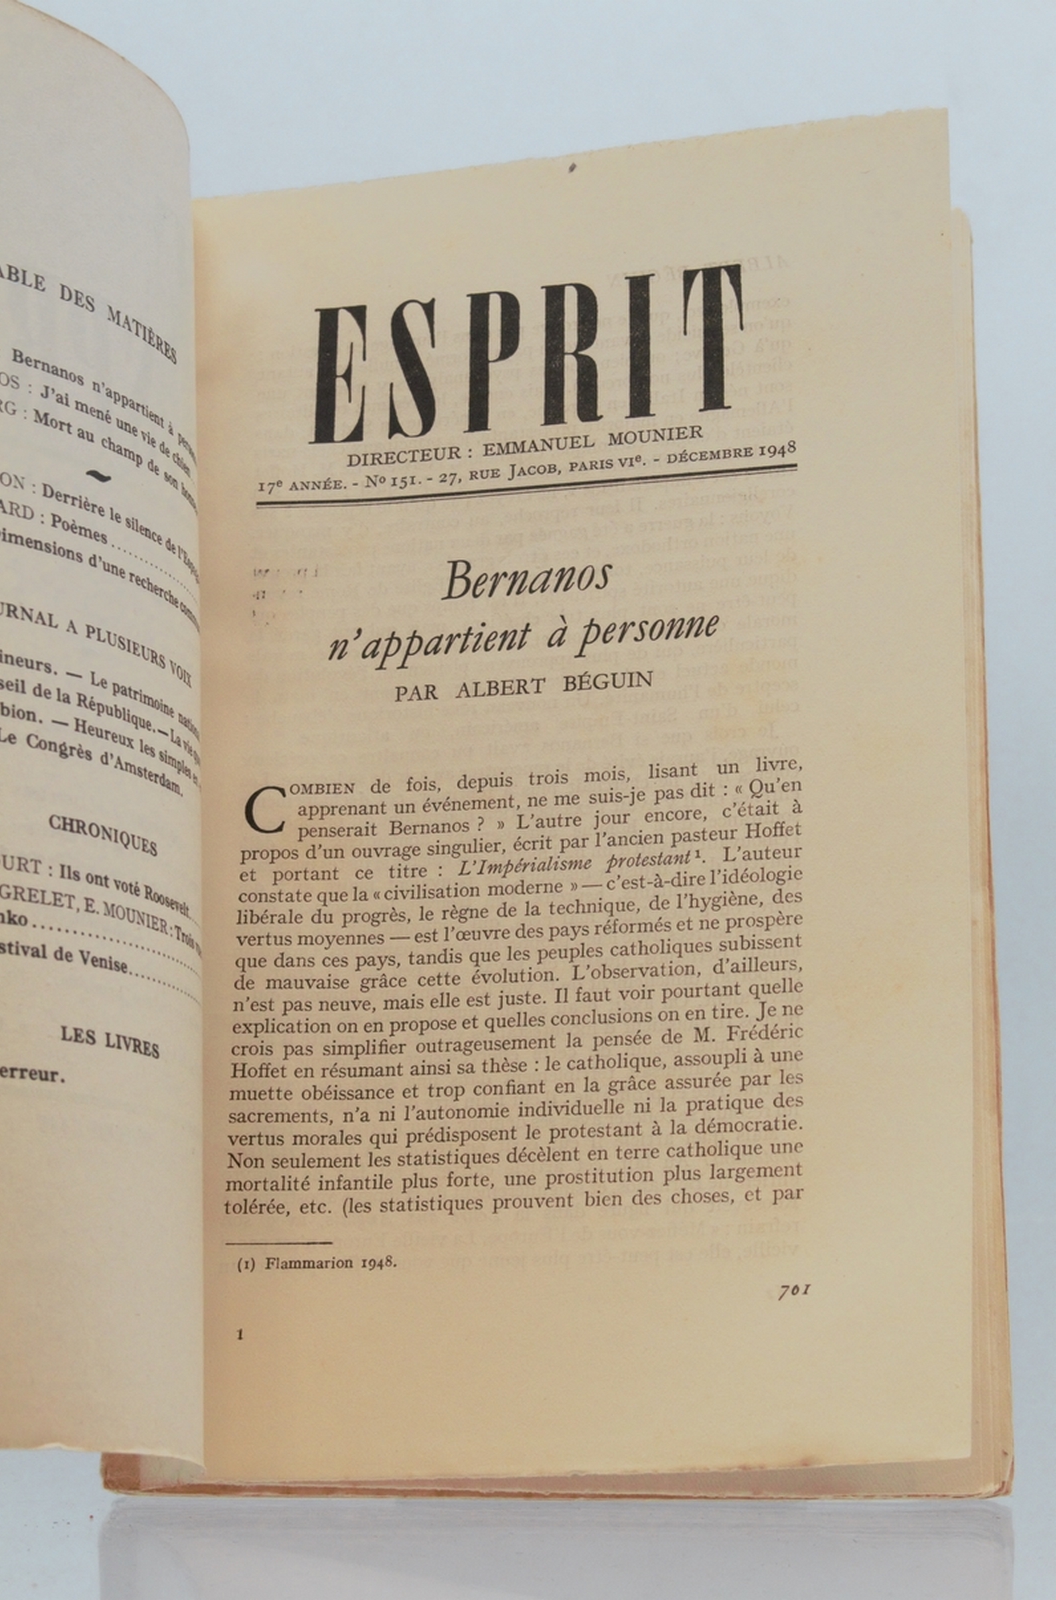 TABLE DES MATIÈRES
Bernanos n'appartient à
OS : J'ai mené une vie de chien
RG : Mort au champ de son
ON : Derrière le silence de
ARD : Poèmes
imensions d'une recherche
URNAL A PLUSIEURS VOIX
ineurs. — Le patrimoine
seil de la République. — La vie
bion. — Heureux les simples
Le Congrès d'Amsterdam.
CHRONIQUES
URT : Ils ont voté Roosevelt
GRELET, E. MOUNIER : Trois
nko
stival de Venise
LES LIVRES
erreur.
ESPRIT
DIRECTEUR : EMMANUEL MOUNIER
17e ANNÉE. - No 151. - 27, RUE JACOB, PARIS VIe. - DÉCEMBRE 1948
Bernanos
n'appartient à personne
PAR ALBERT BÉGUIN
COMBIEN de fois, depuis trois mois, lisant un livre,
apprenant un événement, ne me suis-je pas dit : « Qu'en
penserait Bernanos ? » L'autre jour encore, c'était à
propos d'un ouvrage singulier, écrit par l'ancien pasteur Hoffet
et portant ce titre : L'Impérialisme protestant¹. L'auteur
constate que la « civilisation moderne » — c'est-à-dire l'idéologie
libérale du progrès, le règne de la technique, de l'hygiène, des
vertus moyennes — est l'œuvre des pays réformés et ne prospère
que dans ces pays, tandis que les peuples catholiques subissent
de mauvaise grâce cette évolution. L'observation, d'ailleurs,
n'est pas neuve, mais elle est juste. Il faut voir pourtant quelle
explication on en propose et quelles conclusions on en tire. Je ne
crois pas simplifier outrageusement la pensée de M. Frédéric
Hoffet en résumant ainsi sa thèse : le catholique, assoupli à une
muette obéissance et trop confiant en la grâce assurée par les
sacrements, n'a ni l'autonomie individuelle ni la pratique des
vertus morales qui prédisposent le protestant à la démocratie.
Non seulement les statistiques décèlent en terre catholique une
mortalité infantile plus forte, une prostitution plus largement
tolérée, etc. (les statistiques prouvent bien des choses, et par
(1) Flammarion 1948.
701
1